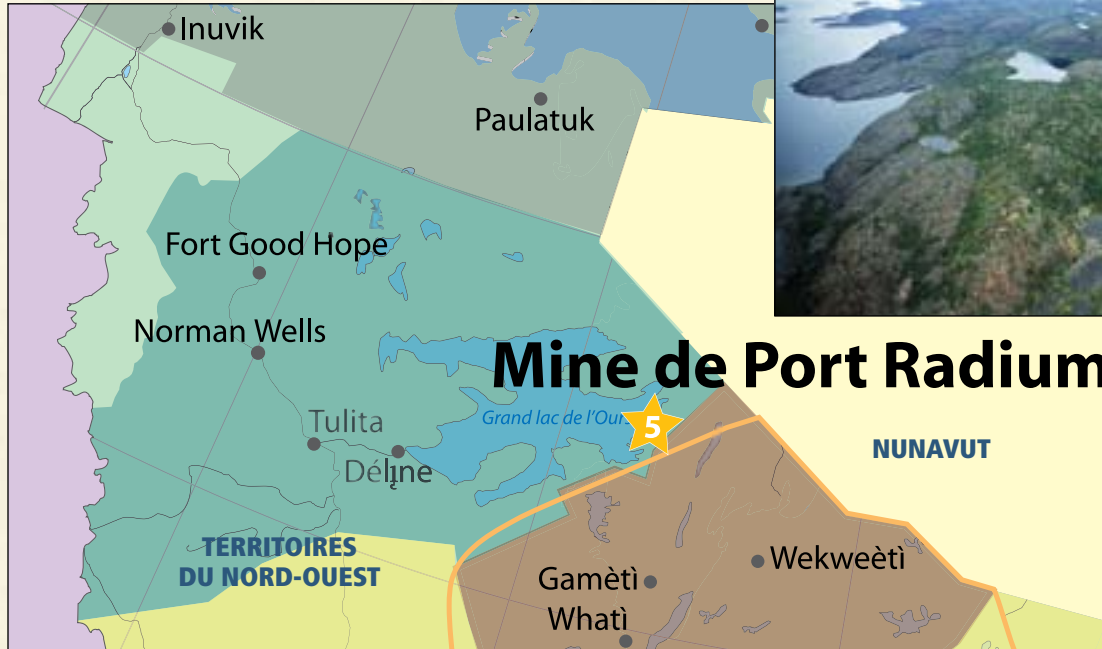 Inuvik
Paulatuk
Fort Good Hope
Norman Wells
Mine de Port Radium
Grand lac de l'Ours
5
Tulita
NUNAVUT
Délįne
TERRITOIRES
DU NORD-OUEST
Wekweètì
Gamètì
Whatì